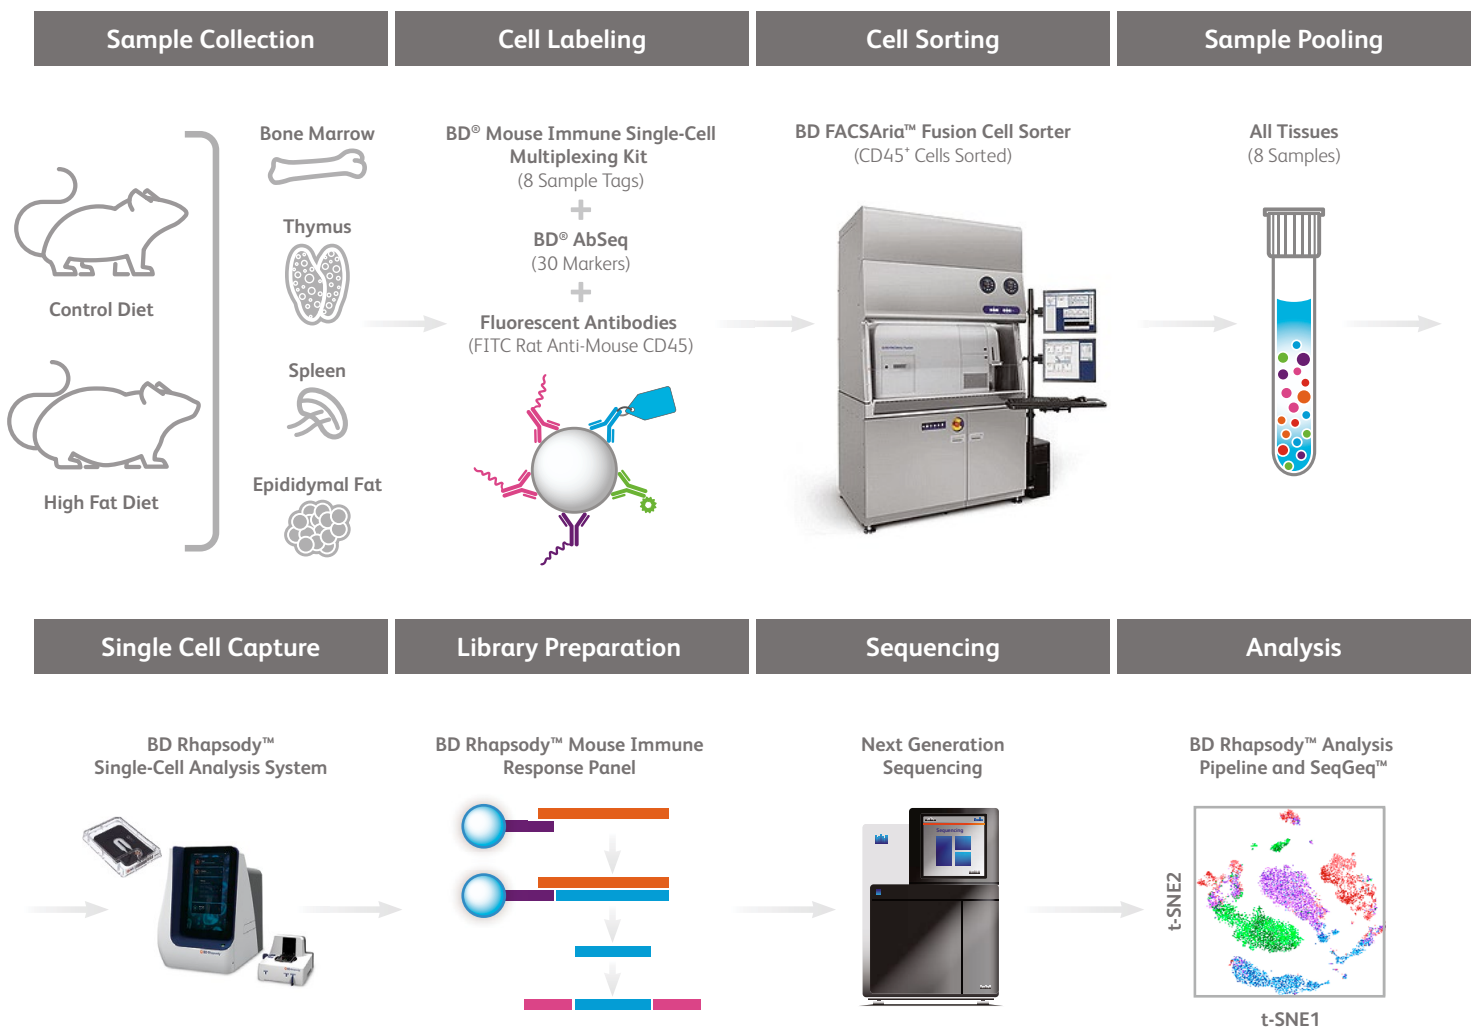 Sample Collection
Cell Labeling
Cell Sorting
Sample Pooling
Control Diet
High Fat Diet
Bone Marrow
Thymus
Spleen
Epididymal Fat
BD® Mouse Immune Single-Cell
Multiplexing Kit
(8 Sample Tags)
+
BD® AbSeq
(30 Markers)
+
Fluorescent Antibodies
(FITC Rat Anti-Mouse CD45)
BD FACSAria™ Fusion Cell Sorter
(CD45⁺ Cells Sorted)
All Tissues
(8 Samples)
Single Cell Capture
Library Preparation
Sequencing
Analysis
BD Rhapsody™
Single-Cell Analysis System
BD Rhapsody™ Mouse Immune
Response Panel
Next Generation
Sequencing
Sequencing
BD Rhapsody™ Analysis
Pipeline and SeqGeq™
t-SNE2
t-SNE1